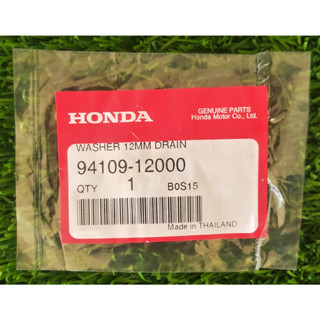 HONDA
GENUINE PARTS
Honda Motor Co., Ltd.
WASHER 12MM DRAIN
94109-12000
QTY 1 B0S15
Made in THAILAND